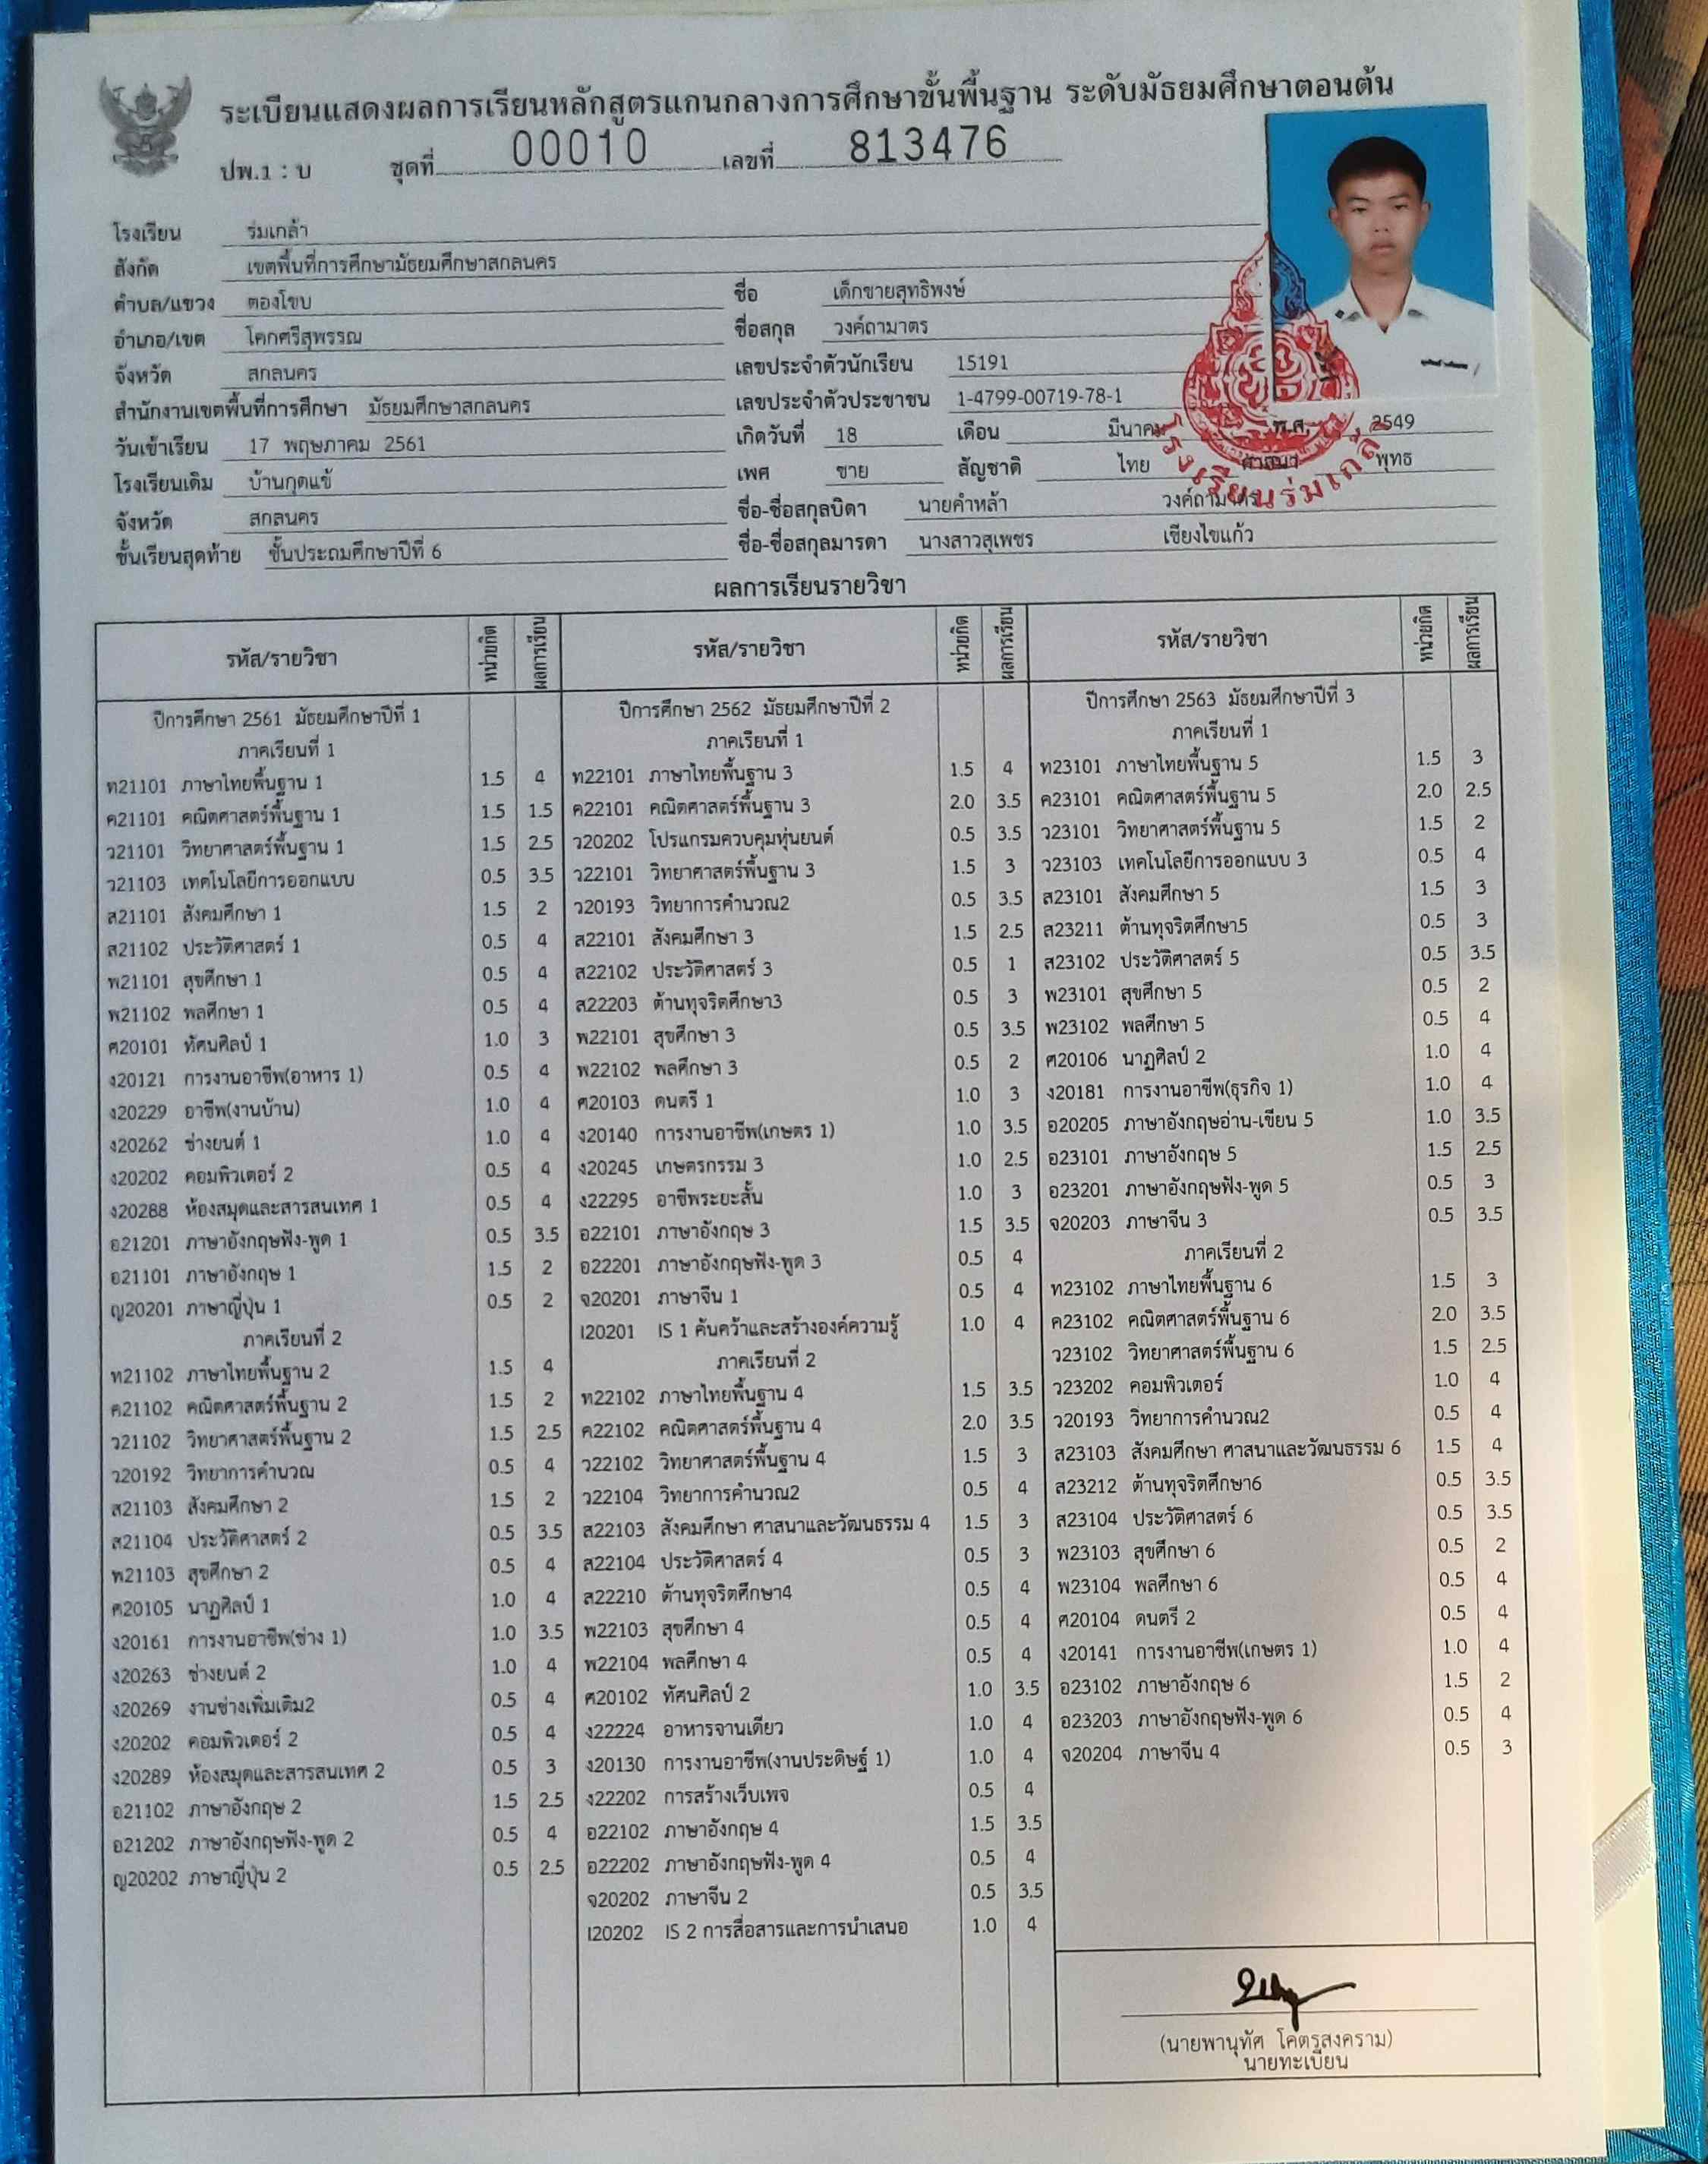 ระเบียนแสดงผลการเรียนหลักสูตรแกนกลางการศึกษาขั้นพื้นฐาน ระดับมัธยมศึกษาตอนต้น
ปพ.1 : บ ชุดที่ 00010 เลขที่ 813476
โรงเรียน ร่มเกล้า
สังกัด เขตพื้นที่การศึกษามัธยมศึกษาสกลนคร
ตำบล/แขวง ตองโขบ
อำเภอ/เขต โคกศรีสุพรรณ
จังหวัด สกลนคร
สำนักงานเขตพื้นที่การศึกษา มัธยมศึกษาสกลนคร
วันเข้าเรียน 17 พฤษภาคม 2561
โรงเรียนเดิม บ้านกุดแข้
จังหวัด สกลนคร
ชั้นเรียนสุดท้าย ชั้นประถมศึกษาปีที่ 6
ชื่อ เด็กชายสุทธิพงษ์
ชื่อสกุล วงค์ถามาตร
เลขประจำตัวนักเรียน 15191
เลขประจำตัวประชาชน 1-4799-00719-78-1
เกิดวันที่ 18 เดือน มีนาคม พ.ศ. 2549
เพศ ชาย สัญชาติ ไทย ศาสนา พุทธ
ชื่อ-ชื่อสกุลบิดา นายคำหล้า วงค์ถามาตร
ชื่อ-ชื่อสกุลมารดา นางสาวสุเพชร เชียงไขแก้ว
โรงเรียนร่มเกล้า
ผลการเรียนรายวิชา
รหัส/รายวิชา หน่วยกิต ผลการเรียน
ปีการศึกษา 2561 มัธยมศึกษาปีที่ 1
ภาคเรียนที่ 1
ท21101 ภาษาไทยพื้นฐาน 1 1.5 4
ค21101 คณิตศาสตร์พื้นฐาน 1 1.5 1.5
ว21101 วิทยาศาสตร์พื้นฐาน 1 1.5 2.5
ว21103 เทคโนโลยีการออกแบบ 0.5 3.5
ส21101 สังคมศึกษา 1 1.5 2
ส21102 ประวัติศาสตร์ 1 0.5 4
พ21101 สุขศึกษา 1 0.5 4
พ21102 พลศึกษา 1 0.5 4
ศ20101 ทัศนศิลป์ 1 1.0 3
ง20121 การงานอาชีพ(อาหาร 1) 0.5 4
ง20229 อาชีพ(งานบ้าน) 1.0 4
ง20262 ช่างยนต์ 1 1.0 4
ง20202 คอมพิวเตอร์ 2 0.5 4
ง20288 ห้องสมุดและสารสนเทศ 1 0.5 4
อ21201 ภาษาอังกฤษฟัง-พูด 1 0.5 3.5
อ21101 ภาษาอังกฤษ 1 1.5 2
ญ20201 ภาษาญี่ปุ่น 1 0.5 2
ภาคเรียนที่ 2
ท21102 ภาษาไทยพื้นฐาน 2 1.5 4
ค21102 คณิตศาสตร์พื้นฐาน 2 1.5 2
ว21102 วิทยาศาสตร์พื้นฐาน 2 1.5 2.5
ว20192 วิทยาการคำนวณ 0.5 4
ส21103 สังคมศึกษา 2 1.5 2
ส21104 ประวัติศาสตร์ 2 0.5 3.5
พ21103 สุขศึกษา 2 0.5 4
ศ20105 นาฏศิลป์ 1 1.0 4
ง20161 การงานอาชีพ(ช่าง 1) 1.0 3.5
ง20263 ช่างยนต์ 2 1.0 4
ง20269 งานช่างเพิ่มเติม2 0.5 4
ง20202 คอมพิวเตอร์ 2 0.5 4
ง20289 ห้องสมุดและสารสนเทศ 2 0.5 3
อ21102 ภาษาอังกฤษ 2 1.5 2.5
อ21202 ภาษาอังกฤษฟัง-พูด 2 0.5 4
ญ20202 ภาษาญี่ปุ่น 2 0.5 2.5
รหัส/รายวิชา หน่วยกิต ผลการเรียน
ปีการศึกษา 2562 มัธยมศึกษาปีที่ 2
ภาคเรียนที่ 1
ท22101 ภาษาไทยพื้นฐาน 3 1.5 4
ค22101 คณิตศาสตร์พื้นฐาน 3 2.0 3.5
ว20202 โปรแกรมควบคุมหุ่นยนต์ 0.5 3.5
ว22101 วิทยาศาสตร์พื้นฐาน 3 1.5 3
ว20193 วิทยาการคำนวณ2 0.5 3.5
ส22101 สังคมศึกษา 3 1.5 2.5
ส22102 ประวัติศาสตร์ 3 0.5 1
ส22203 ต้านทุจริตศึกษา3 0.5 3
พ22101 สุขศึกษา 3 0.5 3.5
พ22102 พลศึกษา 3 0.5 2
ศ20103 ดนตรี 1 1.0 3
ง20140 การงานอาชีพ(เกษตร 1) 1.0 3.5
ง20245 เกษตรกรรม 3 1.0 2.5
ง22295 อาชีพระยะสั้น 1.0 3
อ22101 ภาษาอังกฤษ 3 1.5 3.5
อ22201 ภาษาอังกฤษฟัง-พูด 3 0.5 4
จ20201 ภาษาจีน 1 0.5 4
I20201 IS 1 ค้นคว้าและสร้างองค์ความรู้ 1.0 4
ภาคเรียนที่ 2
ท22102 ภาษาไทยพื้นฐาน 4 1.5 3.5
ค22102 คณิตศาสตร์พื้นฐาน 4 2.0 3.5
ว22102 วิทยาศาสตร์พื้นฐาน 4 1.5 3
ว22104 วิทยาการคำนวณ2 0.5 4
ส22103 สังคมศึกษา ศาสนาและวัฒนธรรม 4 1.5 3
ส22104 ประวัติศาสตร์ 4 0.5 3
ส22210 ต้านทุจริตศึกษา4 0.5 4
พ22103 สุขศึกษา 4 0.5 4
พ22104 พลศึกษา 4 0.5 4
ศ20102 ทัศนศิลป์ 2 1.0 3.5
ง22224 อาหารจานเดียว 1.0 4
ง20130 การงานอาชีพ(งานประดิษฐ์ 1) 1.0 4
ง22202 การสร้างเว็บเพจ 0.5 4
อ22102 ภาษาอังกฤษ 4 1.5 3.5
อ22202 ภาษาอังกฤษฟัง-พูด 4 0.5 4
จ20202 ภาษาจีน 2 0.5 3.5
I20202 IS 2 การสื่อสารและการนำเสนอ 1.0 4
รหัส/รายวิชา หน่วยกิต ผลการเรียน
ปีการศึกษา 2563 มัธยมศึกษาปีที่ 3
ภาคเรียนที่ 1
ท23101 ภาษาไทยพื้นฐาน 5 1.5 3
ค23101 คณิตศาสตร์พื้นฐาน 5 2.0 2.5
ว23101 วิทยาศาสตร์พื้นฐาน 5 1.5 2
ว23103 เทคโนโลยีการออกแบบ 3 0.5 4
ส23101 สังคมศึกษา 5 1.5 3
ส23211 ต้านทุจริตศึกษา5 0.5 3
ส23102 ประวัติศาสตร์ 5 0.5 3.5
พ23101 สุขศึกษา 5 0.5 2
พ23102 พลศึกษา 5 0.5 4
ศ20106 นาฏศิลป์ 2 1.0 4
ง20181 การงานอาชีพ(ธุรกิจ 1) 1.0 4
อ20205 ภาษาอังกฤษอ่าน-เขียน 5 1.0 3.5
อ23101 ภาษาอังกฤษ 5 1.5 2.5
อ23201 ภาษาอังกฤษฟัง-พูด 5 0.5 3
จ20203 ภาษาจีน 3 0.5 3.5
ภาคเรียนที่ 2
ท23102 ภาษาไทยพื้นฐาน 6 1.5 3
ค23102 คณิตศาสตร์พื้นฐาน 6 2.0 3.5
ว23102 วิทยาศาสตร์พื้นฐาน 6 1.5 2.5
ว23202 คอมพิวเตอร์ 1.0 4
ว20193 วิทยาการคำนวณ2 0.5 4
ส23103 สังคมศึกษา ศาสนาและวัฒนธรรม 6 1.5 4
ส23212 ต้านทุจริตศึกษา6 0.5 3.5
ส23104 ประวัติศาสตร์ 6 0.5 3.5
พ23103 สุขศึกษา 6 0.5 2
พ23104 พลศึกษา 6 0.5 4
ศ20104 ดนตรี 2 0.5 4
ง20141 การงานอาชีพ(เกษตร 1) 1.0 4
อ23102 ภาษาอังกฤษ 6 1.5 2
อ23203 ภาษาอังกฤษฟัง-พูด 6 0.5 4
จ20204 ภาษาจีน 4 0.5 3
(นายพานุทัศ โคตรสงคราม)
นายทะเบียน